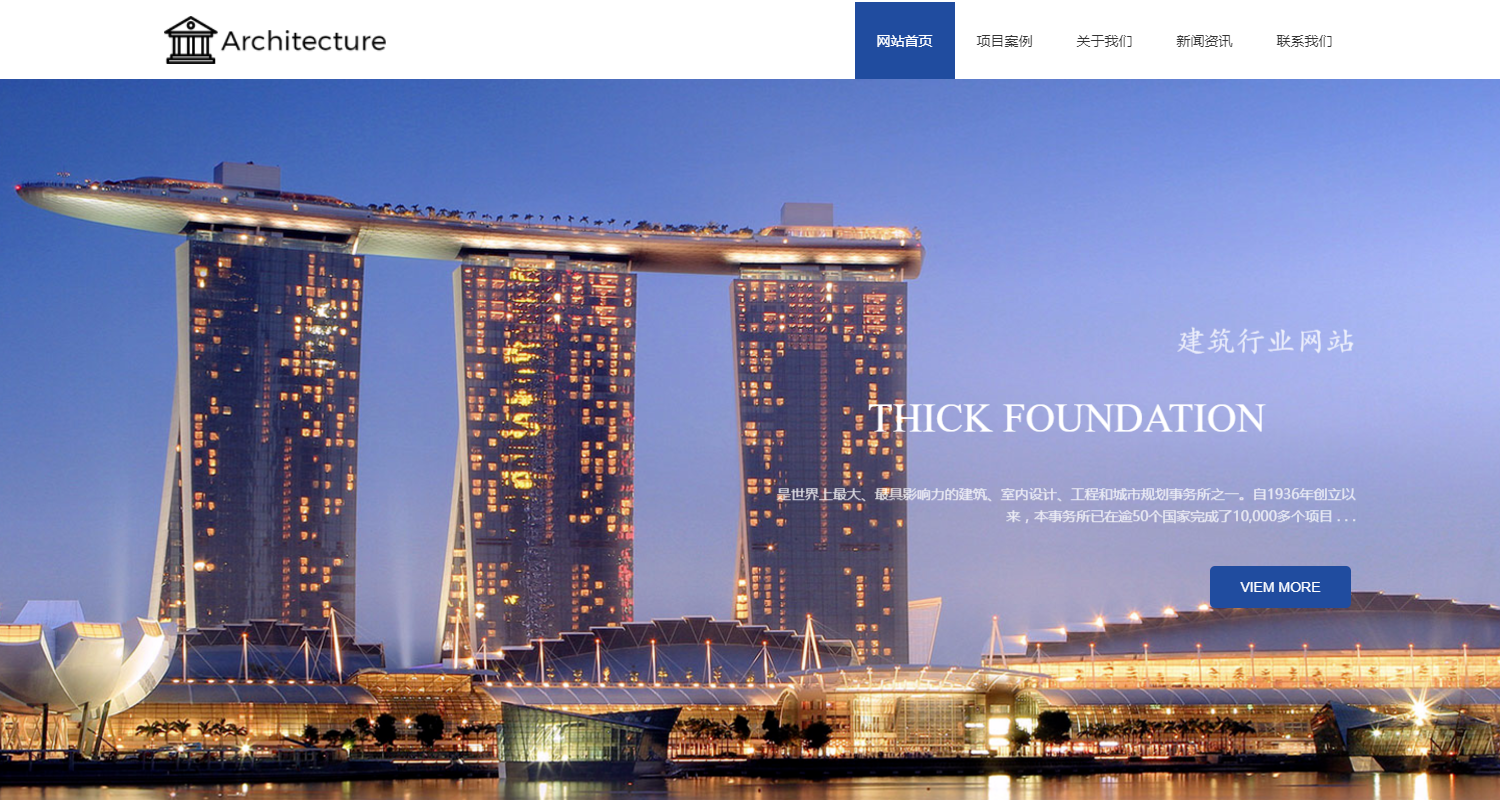 Architecture
网站首页 项目案例 关于我们 新闻资讯 联系我们
建筑行业网站
THICK FOUNDATION
是世界上最大、最具影响力的建筑、室内设计、工程和城市规划事务所之一。自1936年创立以
来，本事务所已在逾50个国家完成了10,000多个项目 . . .
VIEM MORE